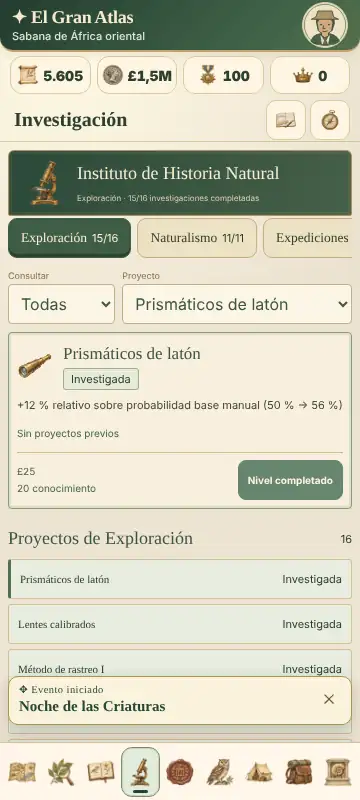 ✦ El Gran Atlas
Sabana de África oriental
5.605
£1,5M
100
0
Investigación
Instituto de Historia Natural
Exploración · 15/16 investigaciones completadas
Exploración 15/16
Naturalismo 11/11
Expediciones
Consultar
Proyecto
Todas
Prismáticos de latón
Prismáticos de latón
Investigada
+12 % relativo sobre probabilidad base manual (50 % → 56 %)
Sin proyectos previos
£25
20 conocimiento
Nivel completado
Proyectos de Exploración
16
Prismáticos de latón
Investigada
Lentes calibrados
Investigada
Método de rastreo I
Investigada
✥ Evento iniciado
Noche de las Criaturas
×